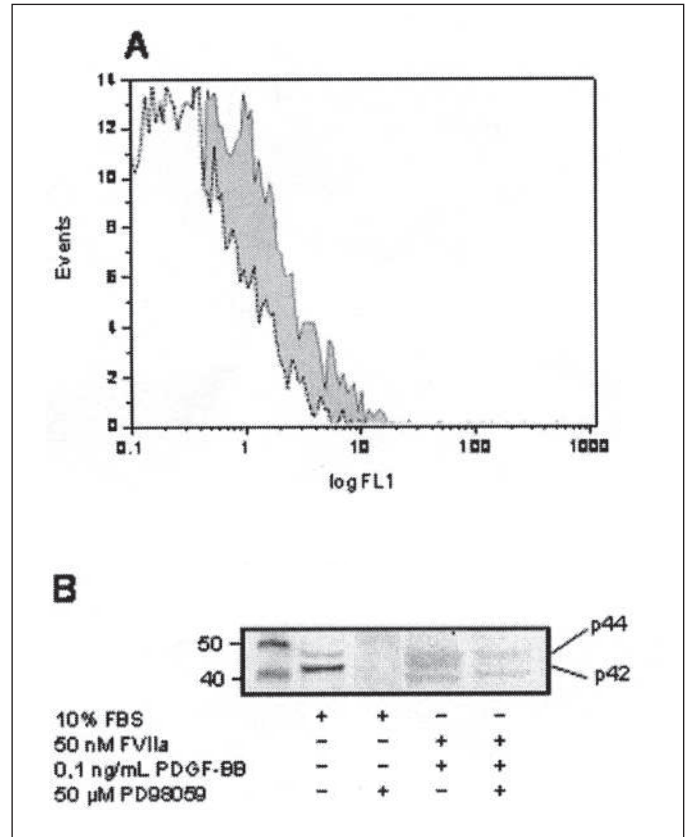 A
14
12
10
8
6
4
2
0
Events
0.1 1 10 100 1000
log FL1
B
50
40
p44
p42
10% FBS + + - -
50 nM FVIIa - - + +
0,1 ng/mL PDGF-BB - - + +
50 µM PD98059 - + - +